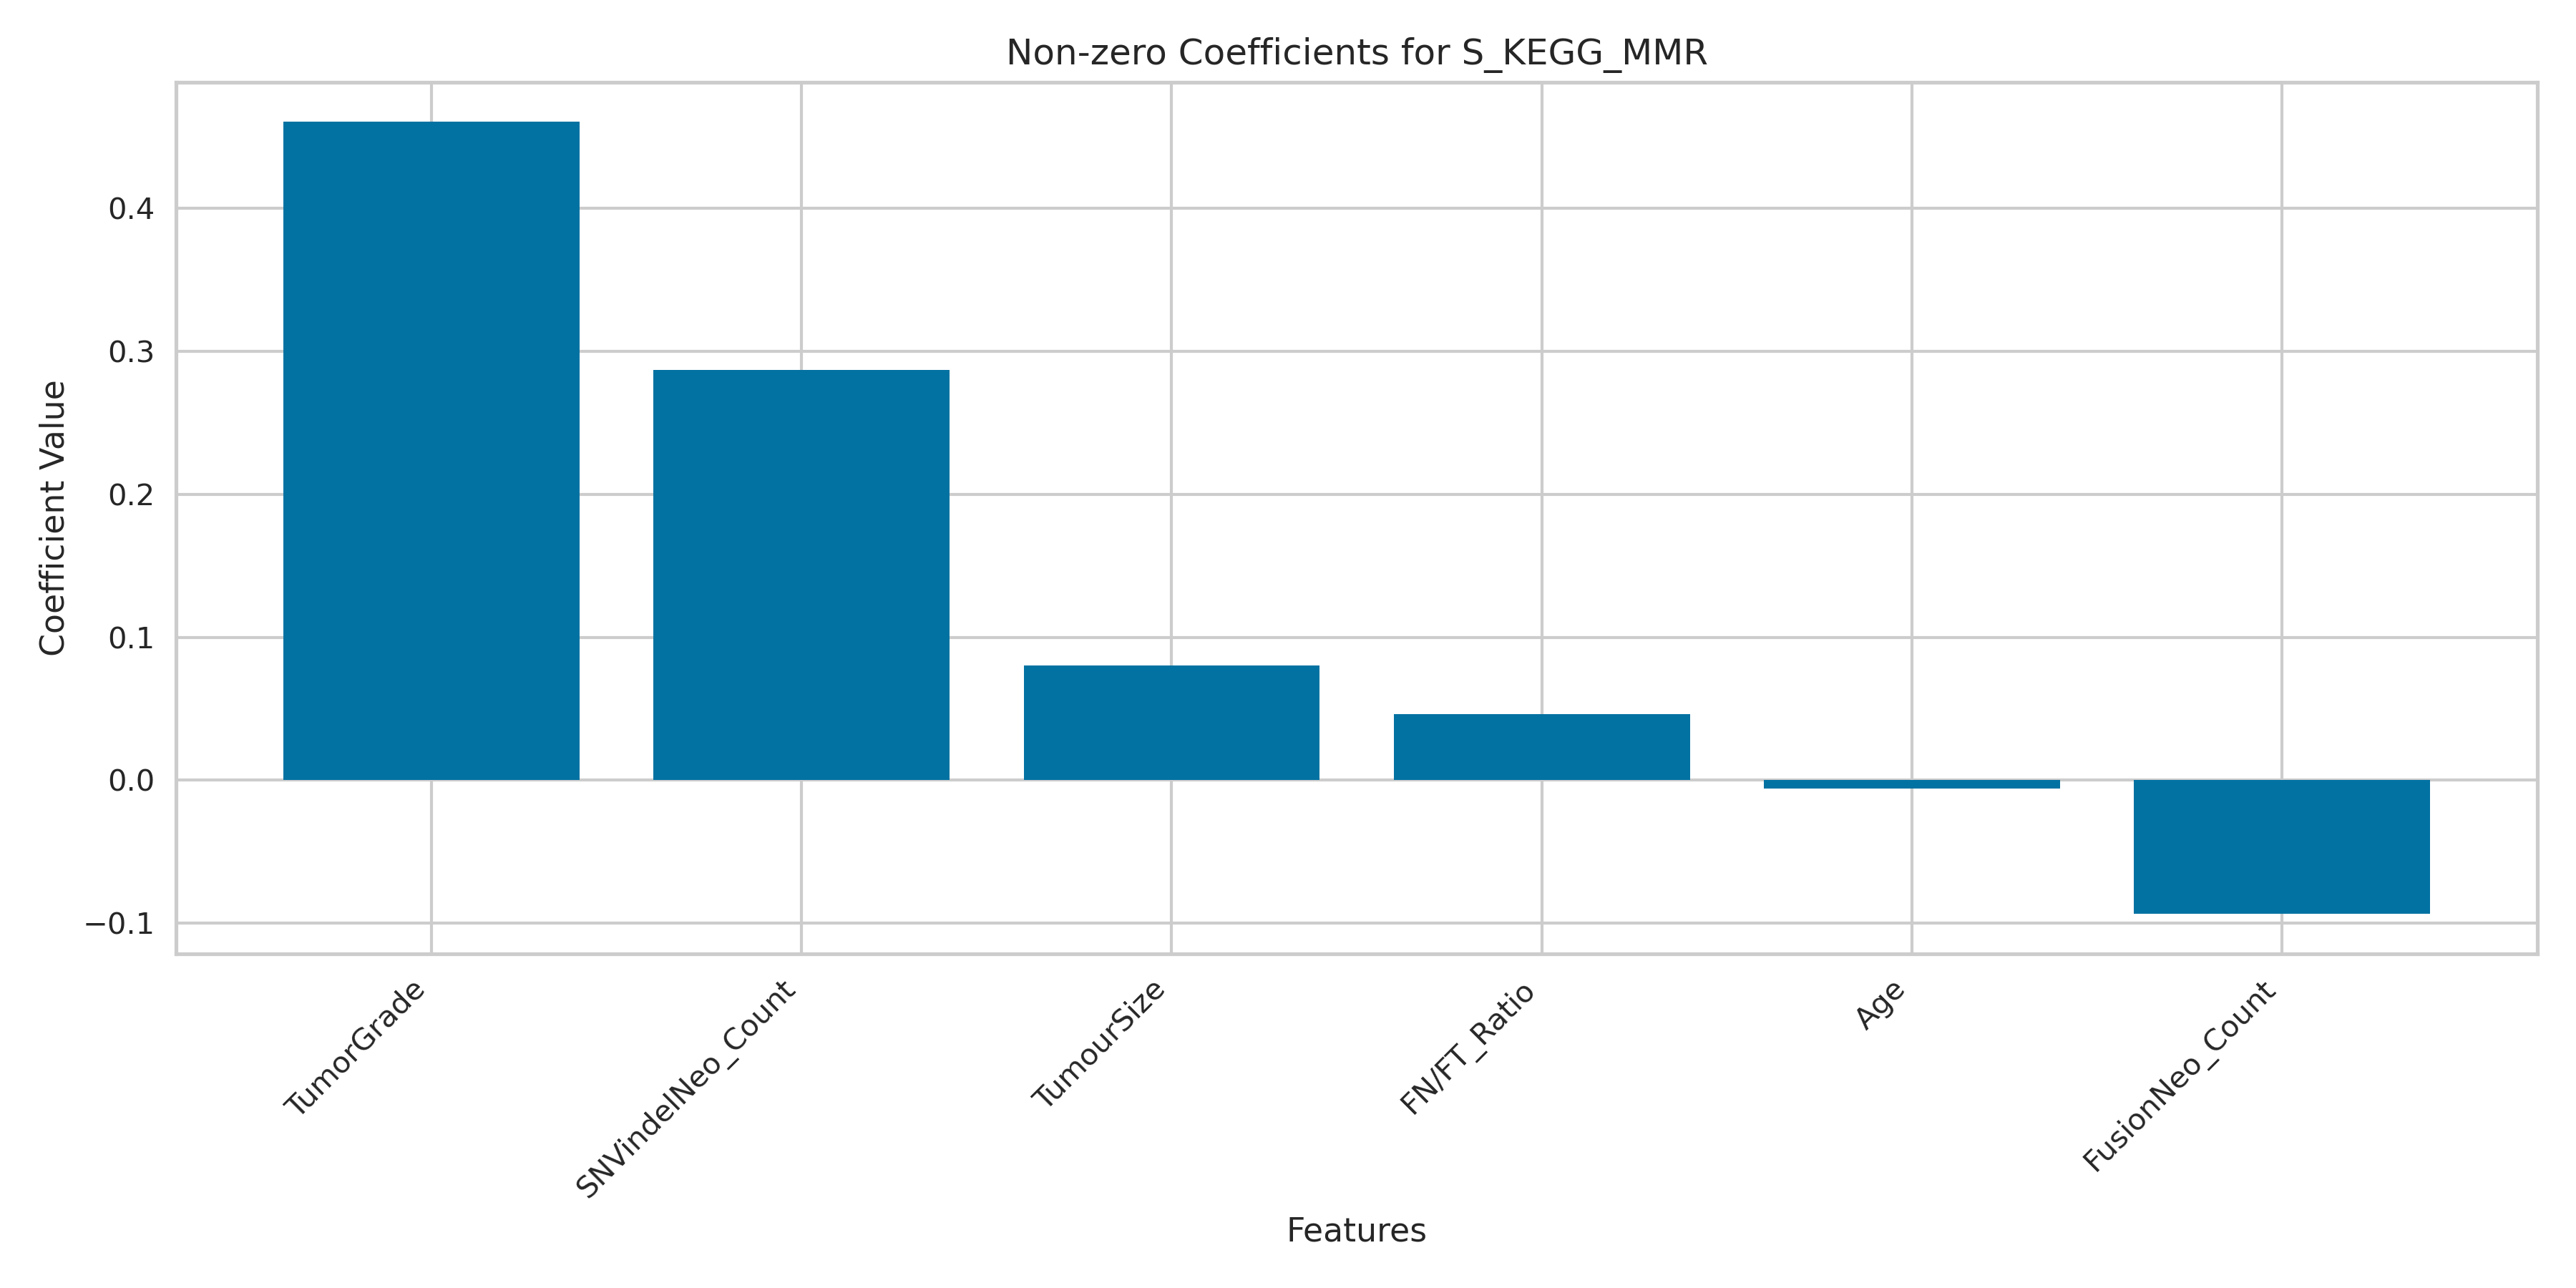 Non-zero Coefficients for S_KEGG_MMR
Coefficient Value
0.4
0.3
0.2
0.1
0.0
−0.1
TumorGrade
SNVindelNeo_Count
TumourSize
FN/FT_Ratio
Age
FusionNeo_Count
Features